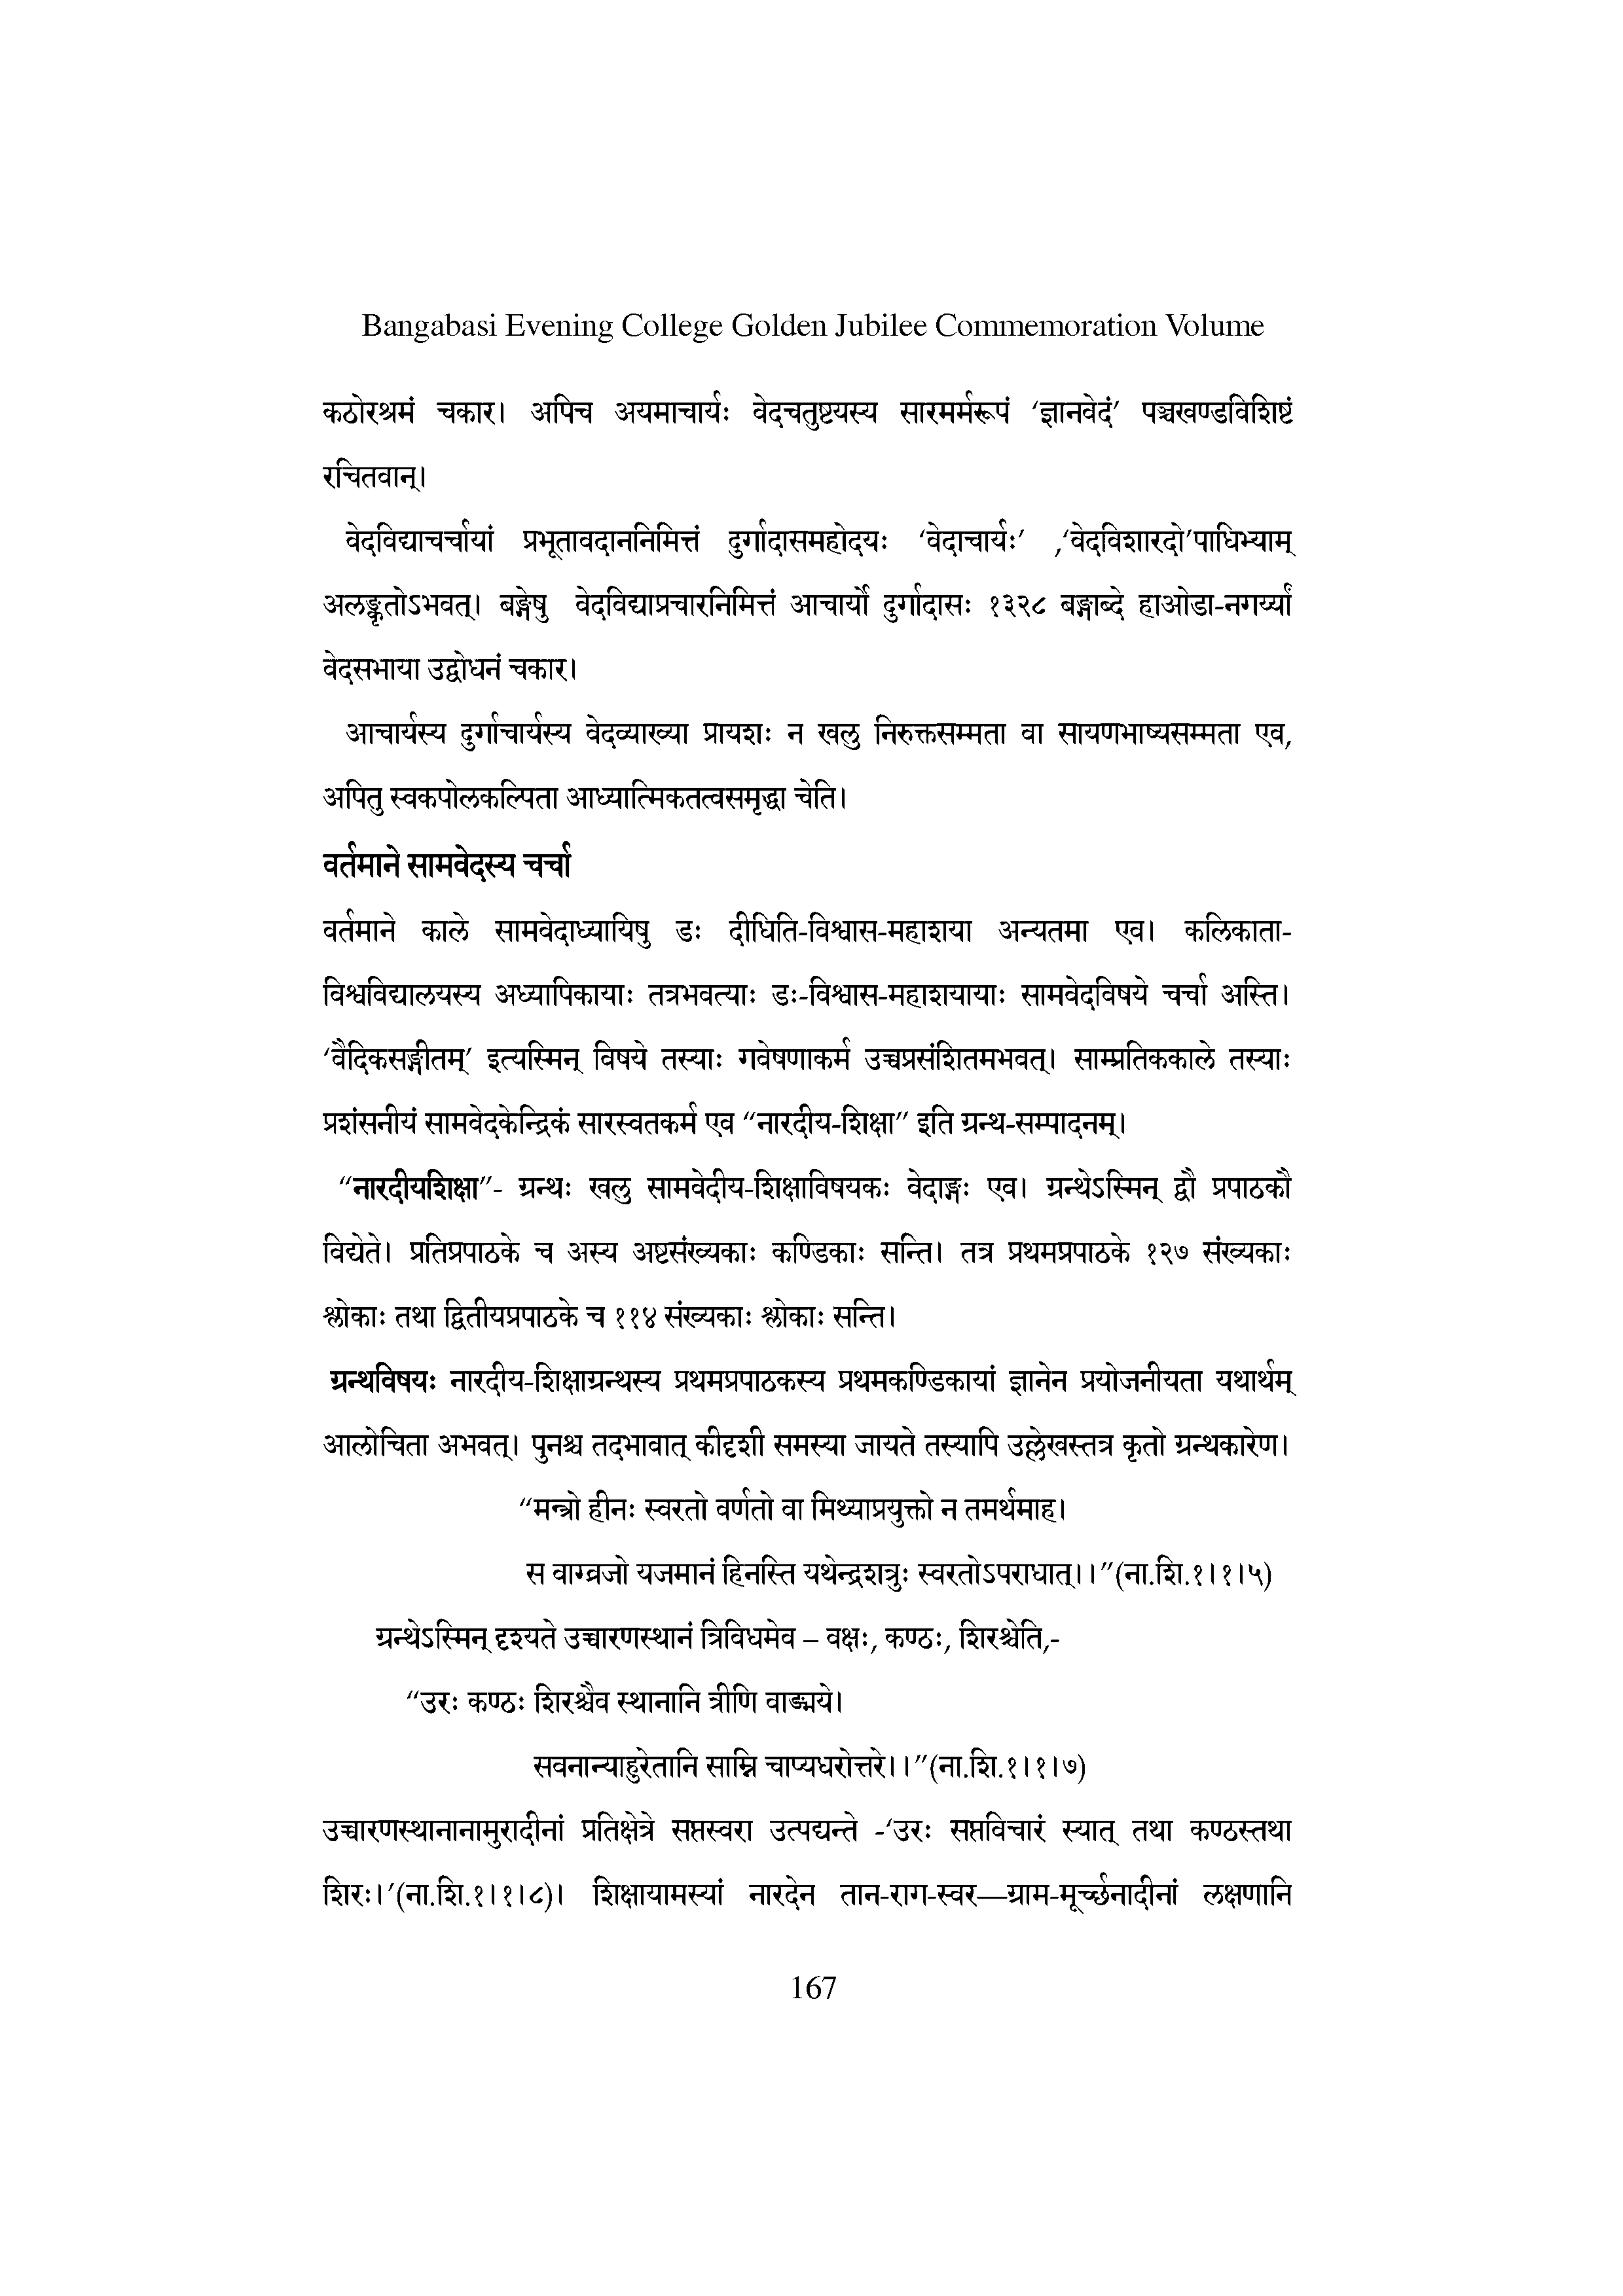 Bangabasi Evening College Golden Jubilee Commemoration Volume
कठोरश्रमं चकार। अपिच अयमाचार्यः वेदचतुष्टयस्य सारमर्मरूपं ‘ज्ञानवेदं’ पञ्चखण्डविशिष्टं
रचितवान्।
वेदविद्याचर्चायां प्रभूतावदाननिमित्तं दुर्गादासमहोदयः ‘वेदाचार्यः’ ,‘वेदविशारदो’पाधिभ्याम्
अलङ्कृतोऽभवत्। बङ्गेषु वेदविद्याप्रचारनिमित्तं आचार्यो दुर्गादासः १३२८ बङ्गाब्दे हाओडा-नगर्य्यां
वेदसभाया उद्बोधनं चकार।
आचार्यस्य दुर्गाचार्यस्य वेदव्याख्या प्रायशः न खलु निरुक्तसम्मता वा सायणभाष्यसम्मता एव,
अपितु स्वकपोलकल्पिता आध्यात्मिकतत्वसमृद्धा चेति।
वर्तमाने सामवेदस्य चर्चा
वर्तमाने काले सामवेदाध्यायिषु डः दीधिति-विश्वास-महाशया अन्यतमा एव। कलिकाता-
विश्वविद्यालयस्य अध्यापिकायाः तत्रभवत्याः डः-विश्वास-महाशयायाः सामवेदविषये चर्चा अस्ति।
‘वैदिकसङ्गीतम्’ इत्यस्मिन् विषये तस्याः गवेषणाकर्म उच्चप्रसंशितमभवत्। साम्प्रतिककाले तस्याः
प्रशंसनीयं सामवेदकेन्द्रिकं सारस्वतकर्म एव “नारदीय-शिक्षा” इति ग्रन्थ-सम्पादनम्।
“नारदीयशिक्षा”- ग्रन्थः खलु सामवेदीय-शिक्षाविषयकः वेदाङ्गः एव। ग्रन्थेऽस्मिन् द्वौ प्रपाठकौ
विद्येते। प्रतिप्रपाठके च अस्य अष्टसंख्यकाः कण्डिकाः सन्ति। तत्र प्रथमप्रपाठके १२७ संख्यकाः
श्लोकाः तथा द्वितीयप्रपाठके च ११४ संख्यकाः श्लोकाः सन्ति।
ग्रन्थविषयः नारदीय-शिक्षाग्रन्थस्य प्रथमप्रपाठकस्य प्रथमकण्डिकायां ज्ञानेन प्रयोजनीयता यथार्थम्
आलोचिता अभवत्। पुनश्च तदभावात् कीदृशी समस्या जायते तस्यापि उल्लेखस्तत्र कृतो ग्रन्थकारेण।
“मन्त्रो हीनः स्वरतो वर्णतो वा मिथ्याप्रयुक्तो न तमर्थमाह।
स वाग्व्रजो यजमानं हिनस्ति यथेन्द्रशत्रुः स्वरतोऽपराधात्।।”(ना.शि.१।१।५)
ग्रन्थेऽस्मिन् दृश्यते उच्चारणस्थानं त्रिविधमेव – वक्षः, कण्ठः, शिरश्चेति,-
“उरः कण्ठः शिरश्चैव स्थानानि त्रीणि वाङ्मये।
सवनान्याहुरेतानि साम्नि चाप्यधरोत्तरे।।”(ना.शि.१।१।७)
उच्चारणस्थानानामुरादीनां प्रतिक्षेत्रे सप्तस्वरा उत्पद्यन्ते -‘उरः सप्तविचारं स्यात् तथा कण्ठस्तथा
शिरः।’(ना.शि.१।१।८)। शिक्षायामस्यां नारदेन तान-राग-स्वर—ग्राम-मूर्च्छनादीनां लक्षणानि
167